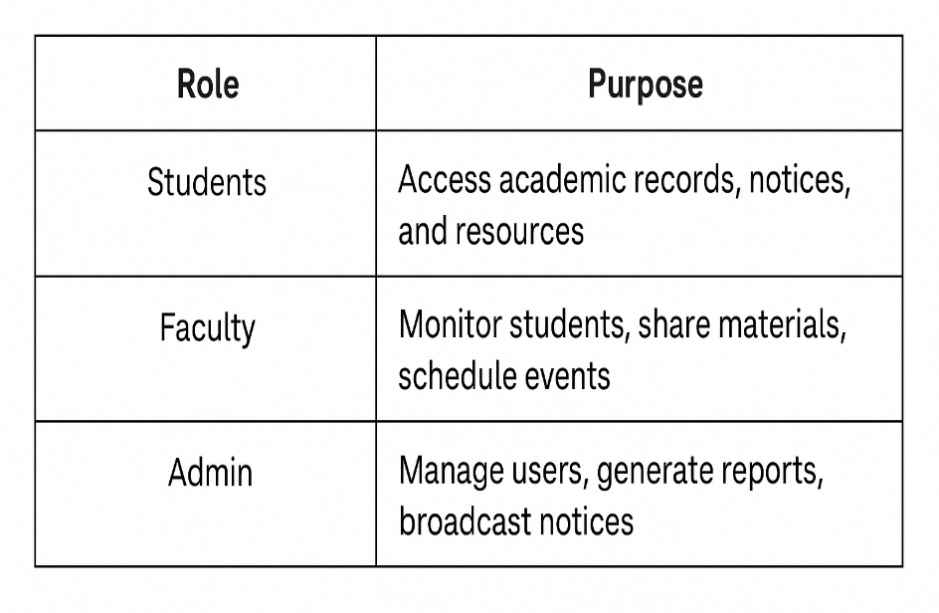 Role
Purpose
Students
Access academic records, notices,
and resources
Faculty
Monitor students, share materials,
schedule events
Admin
Manage users, generate reports,
broadcast notices